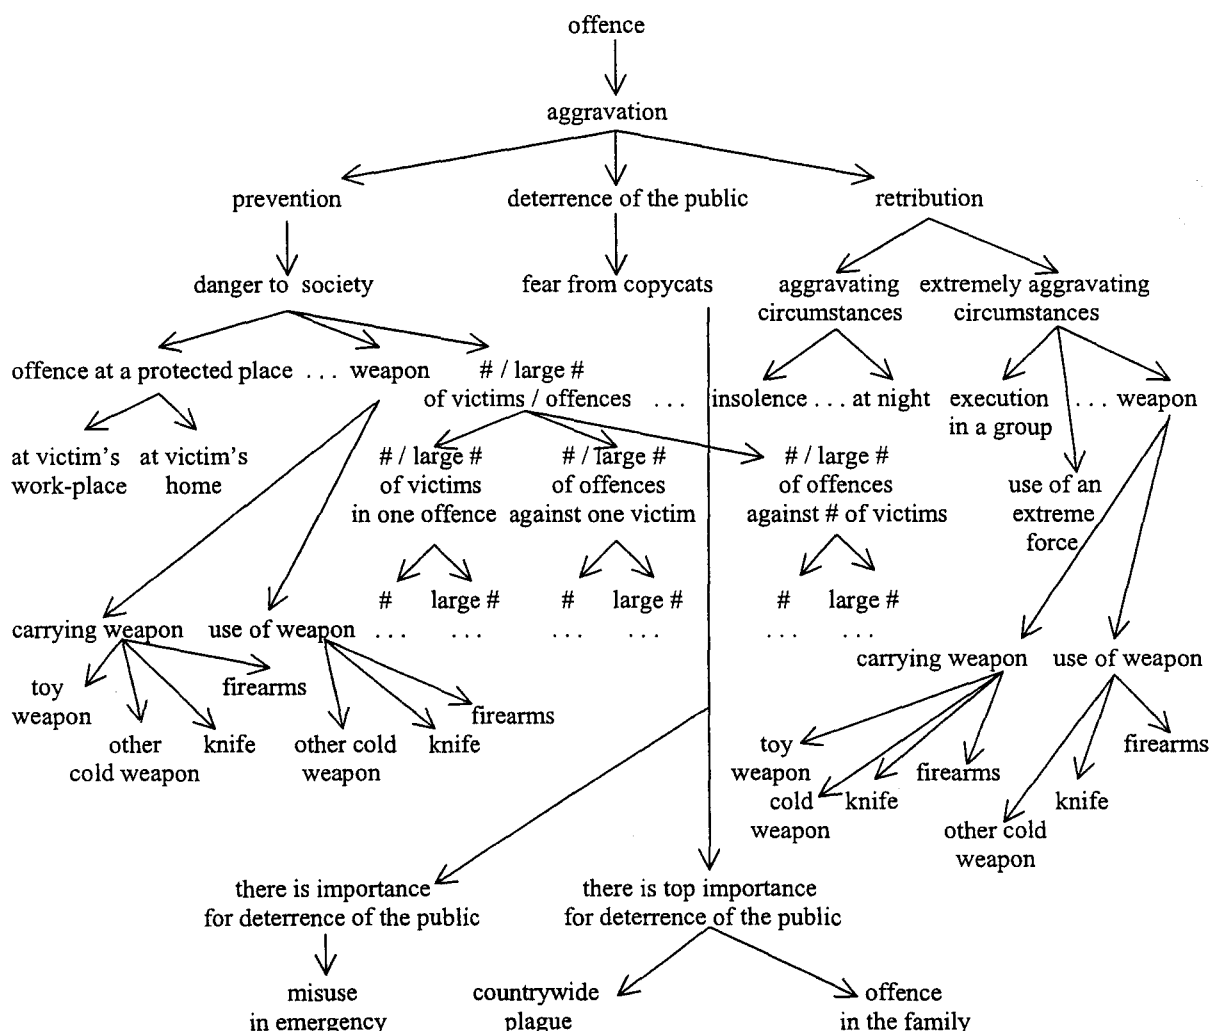 offence
aggravation
prevention
deterrence of the public
retribution
danger to society
fear from copycats
aggravating
circumstances
extremely aggravating
circumstances
offence at a protected place ... weapon
# / large #
of victims / offences ...
insolence ... at night
execution
in a group
... weapon
at victim's
work-place
at victim's
home
# / large #
of victims
in one offence
# / large #
of offences
against one victim
# / large #
of offences
against # of victims
use of an
extreme
force
# large #
... ...
# large #
... ...
# large #
... ...
carrying weapon
use of weapon
toy
weapon
other
cold weapon
knife
firearms
other cold
weapon
knife
firearms
carrying weapon
use of weapon
toy
weapon
cold
weapon
knife
firearms
other cold
weapon
knife
firearms
there is importance
for deterrence of the public
there is top importance
for deterrence of the public
misuse
in emergency
countrywide
plague
offence
in the family